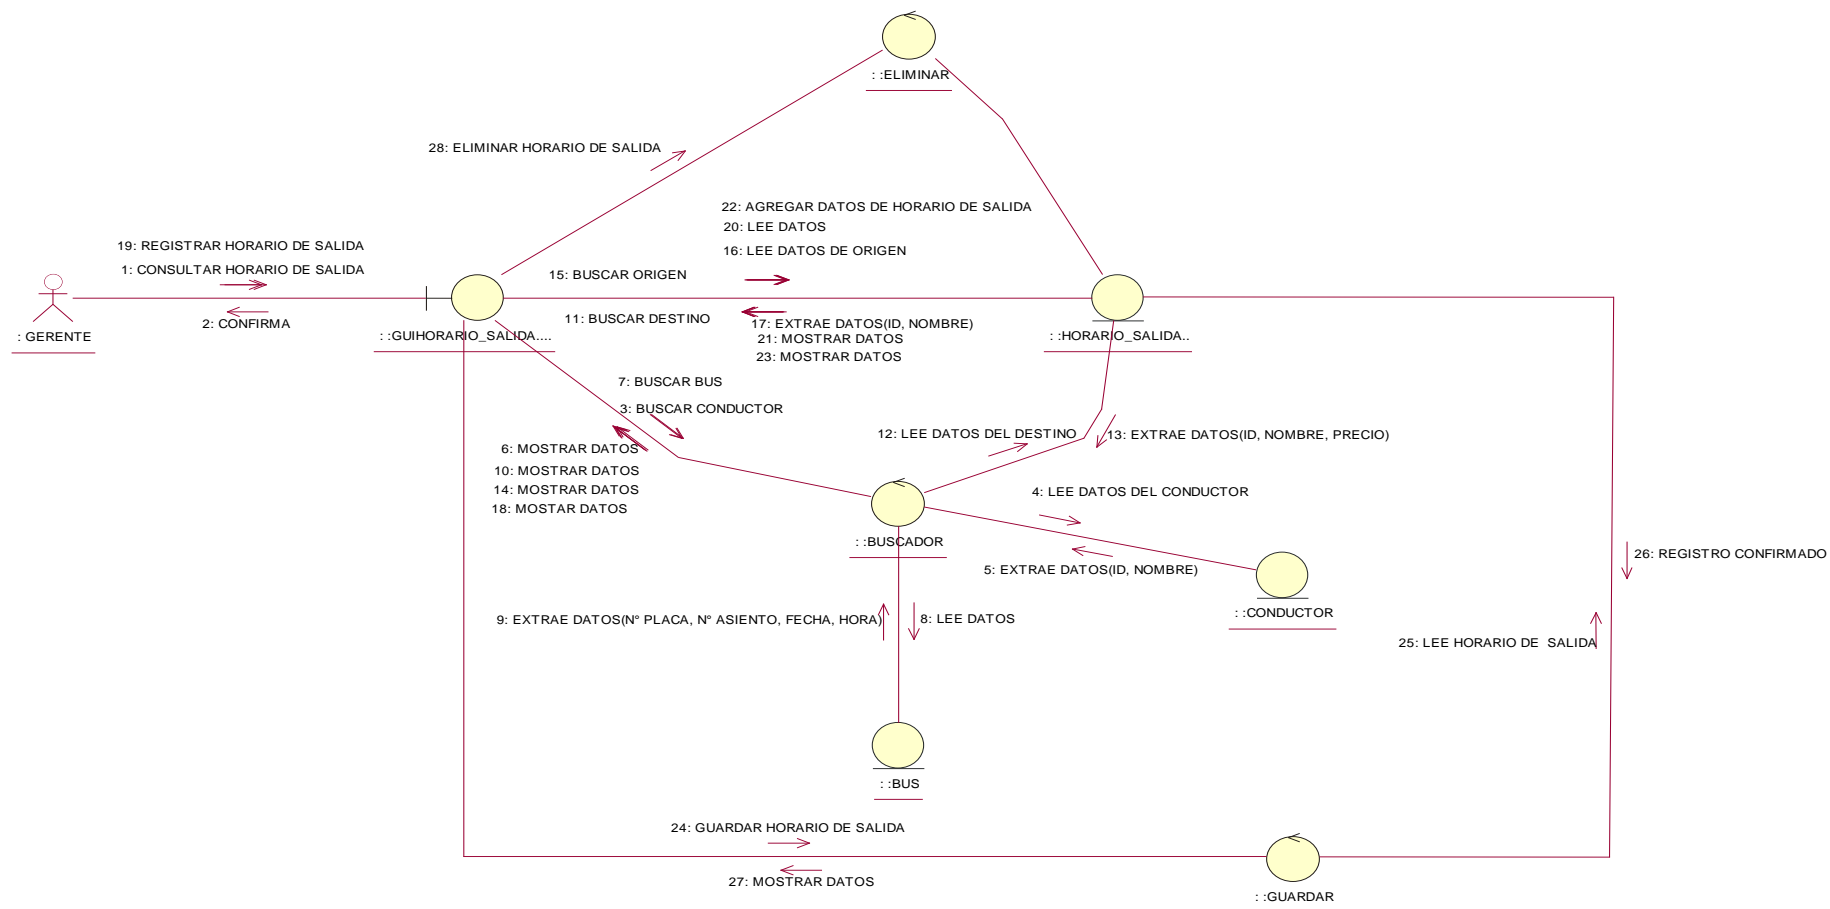 : :ELIMINAR
28: ELIMINAR HORARIO DE SALIDA
22: AGREGAR DATOS DE HORARIO DE SALIDA
20: LEE DATOS
16: LEE DATOS DE ORIGEN
19: REGISTRAR HORARIO DE SALIDA
1: CONSULTAR HORARIO DE SALIDA
15: BUSCAR ORIGEN
2: CONFIRMA
: GERENTE
: :GUIHORARIO_SALIDA....
11: BUSCAR DESTINO
17: EXTRAE DATOS(ID, NOMBRE)
21: MOSTRAR DATOS
23: MOSTRAR DATOS
: :HORARIO_SALIDA..
7: BUSCAR BUS
3: BUSCAR CONDUCTOR
6: MOSTRAR DATOS
10: MOSTRAR DATOS
14: MOSTRAR DATOS
18: MOSTAR DATOS
12: LEE DATOS DEL DESTINO
13: EXTRAE DATOS(ID, NOMBRE, PRECIO)
4: LEE DATOS DEL CONDUCTOR
: :BUSCADOR
5: EXTRAE DATOS(ID, NOMBRE)
: :CONDUCTOR
26: REGISTRO CONFIRMADO
9: EXTRAE DATOS(N° PLACA, N° ASIENTO, FECHA, HORA)
8: LEE DATOS
25: LEE HORARIO DE  SALIDA
: :BUS
24: GUARDAR HORARIO DE SALIDA
27: MOSTRAR DATOS
: :GUARDAR